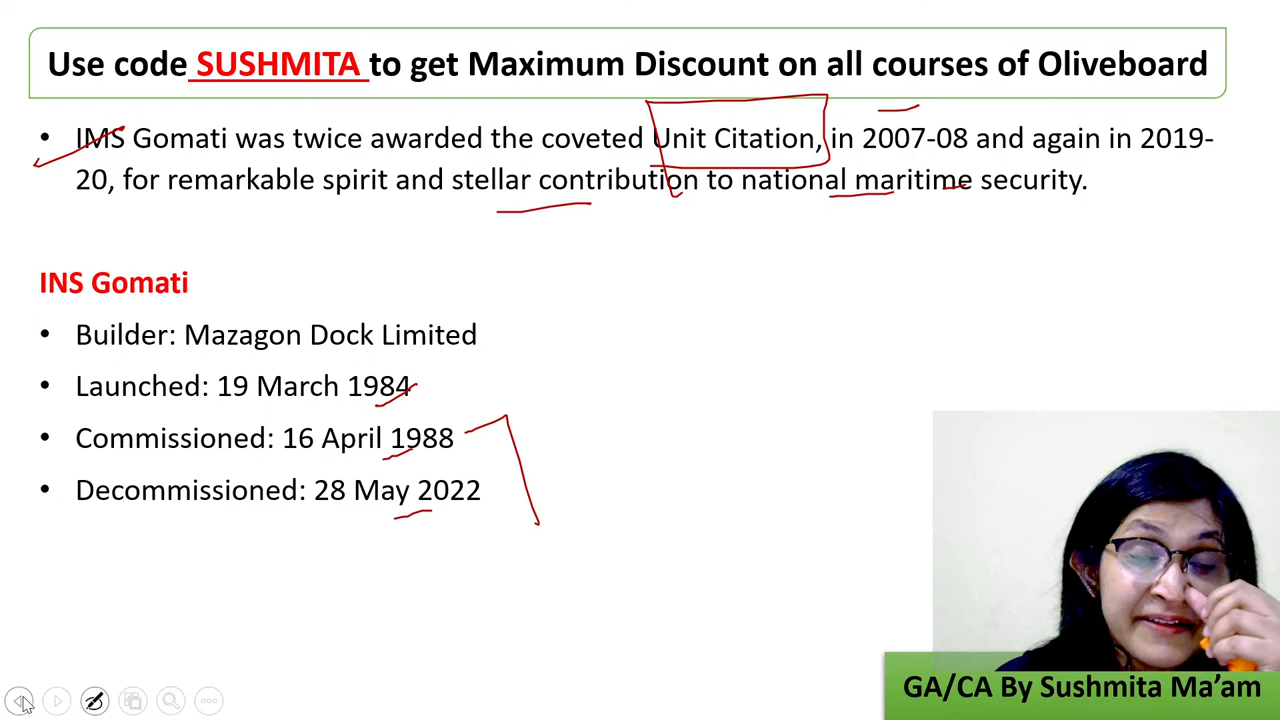 Use code SUSHMITA to get Maximum Discount on all courses of Oliveboard
• IMS Gomati was twice awarded the coveted Unit Citation, in 2007-08 and again in 2019-
20, for remarkable spirit and stellar contribution to national maritime security.
INS Gomati
• Builder: Mazagon Dock Limited
• Launched: 19 March 1984
• Commissioned: 16 April 1988
• Decommissioned: 28 May 2022
GA/CA By Sushmita Ma’am